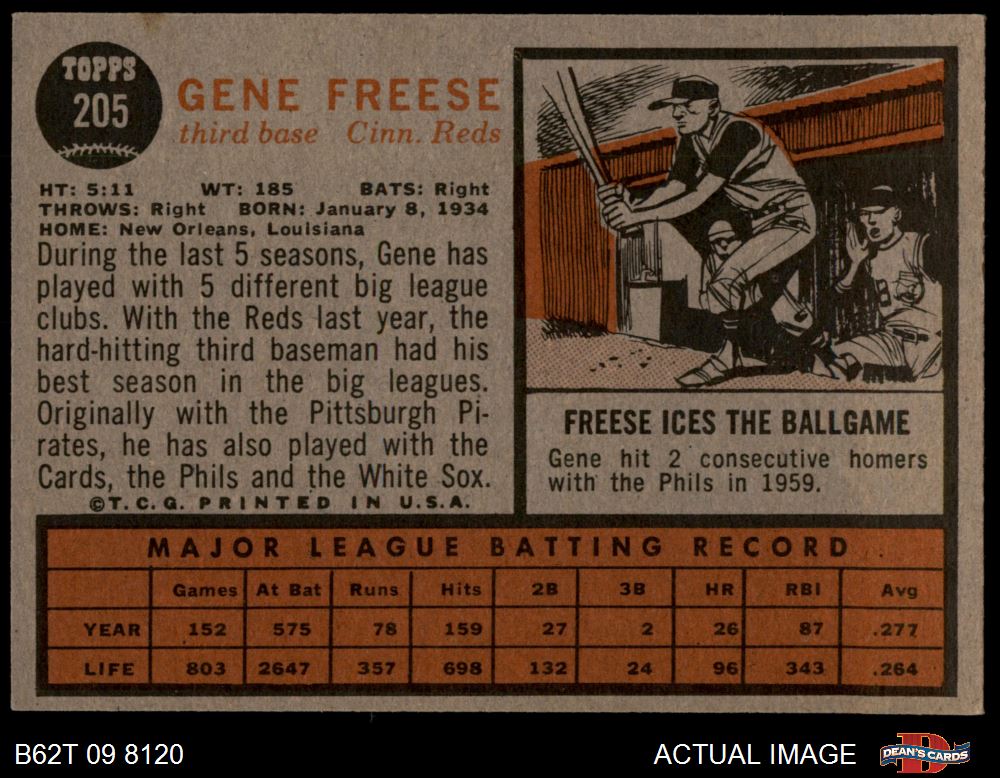 TOPPS
205
GENE FREESE
third base Cinn. Reds
HT: 5:11 WT: 185 BATS: Right
THROWS: Right BORN: January 8, 1934
HOME: New Orleans, Louisiana
During the last 5 seasons, Gene has
played with 5 different big league
clubs. With the Reds last year, the
hard-hitting third baseman had his
best season in the big leagues.
Originally with the Pittsburgh Pi-
rates, he has also played with the
Cards, the Phils and the White Sox.
©T.C.G. PRINTED IN U.S.A.
FREESE ICES THE BALLGAME
Gene hit 2 consecutive homers
with the Phils in 1959.
MAJOR LEAGUE BATTING RECORD
Games At Bat Runs Hits 2B 3B HR RBI Avg
YEAR 152 575 78 159 27 2 26 87 .277
LIFE 803 2647 357 698 132 24 96 343 .264
B62T 09 8120
ACTUAL IMAGE
DEAN'S CARDS